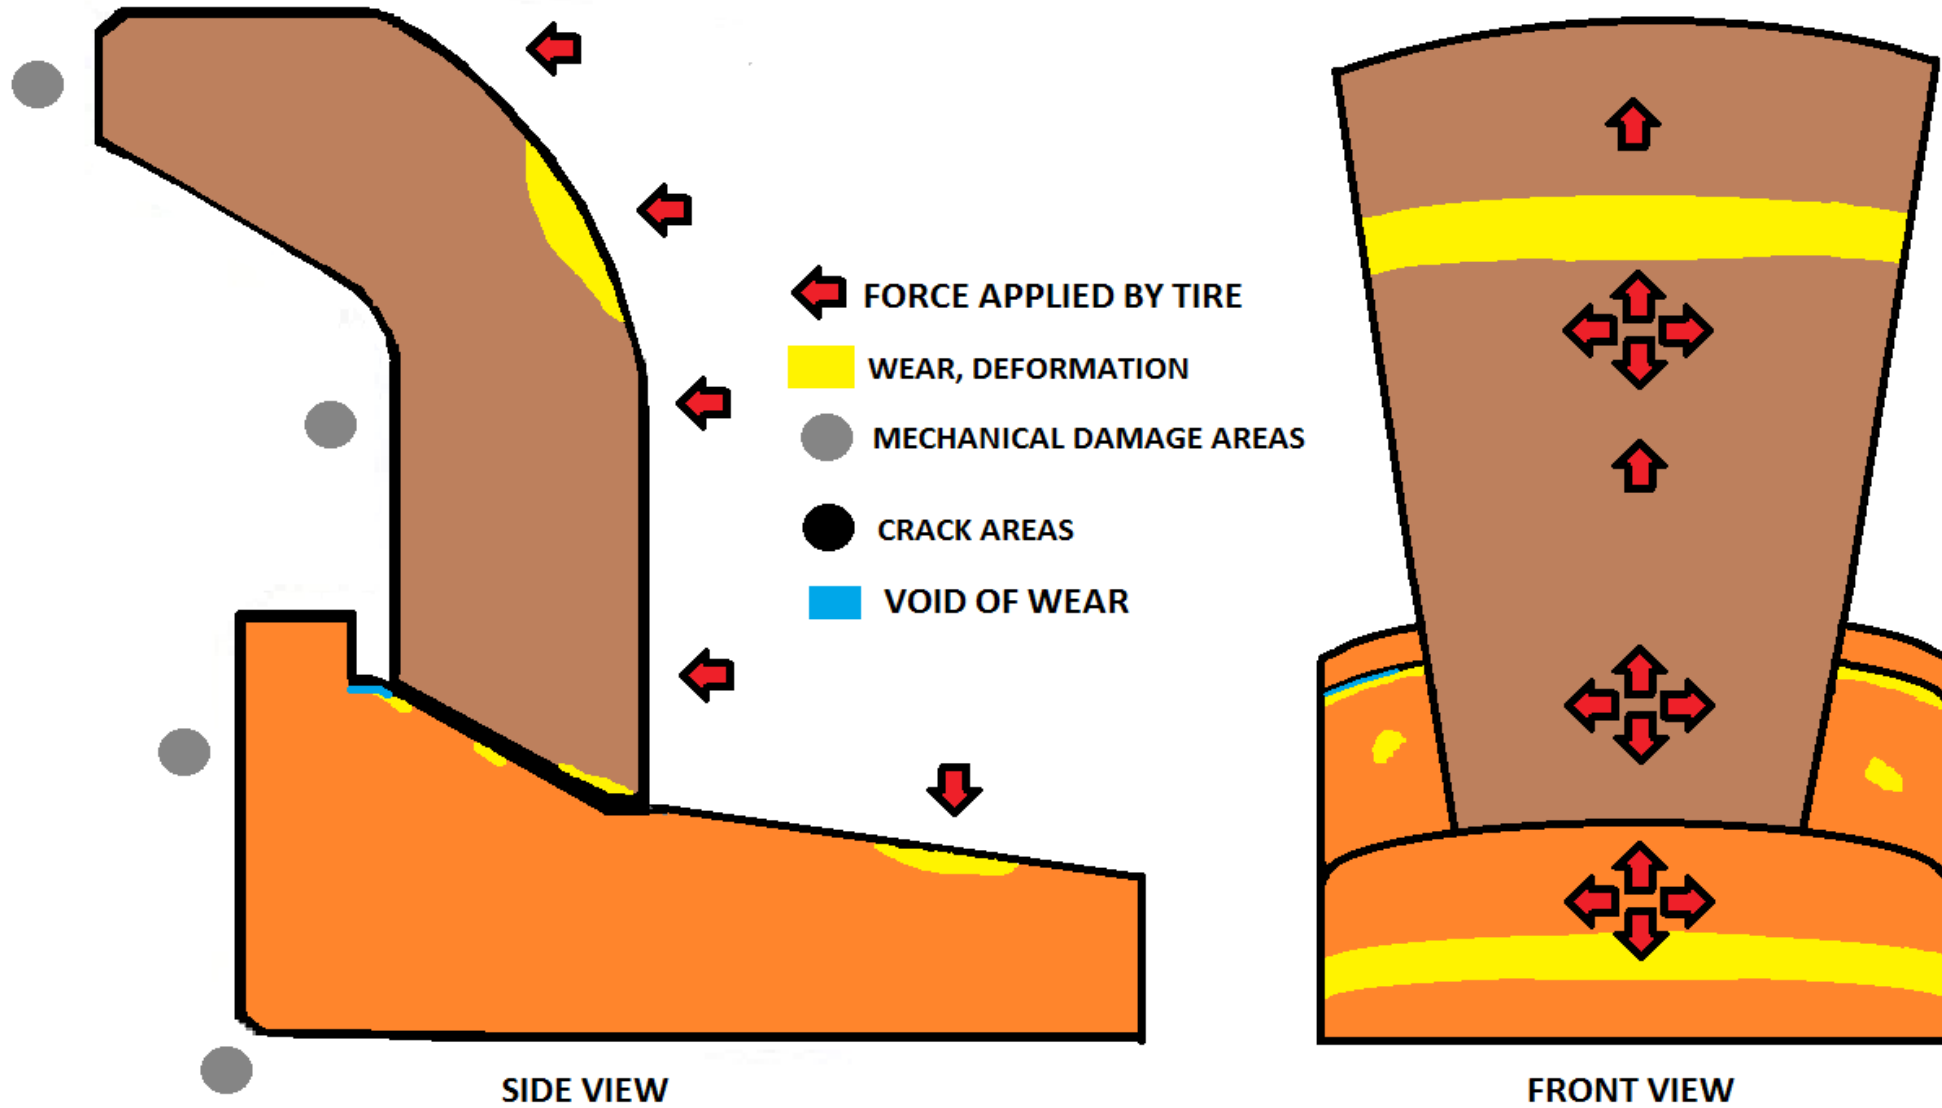 FORCE APPLIED BY TIRE
WEAR, DEFORMATION
MECHANICAL DAMAGE AREAS
CRACK AREAS
VOID OF WEAR
SIDE VIEW
FRONT VIEW